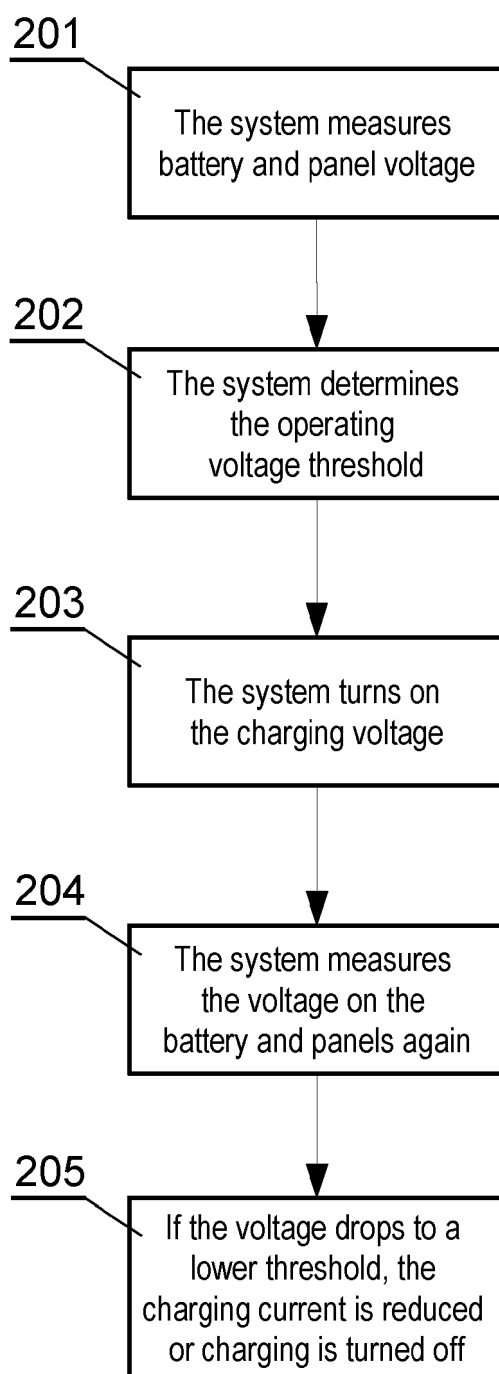 201
The system measures
battery and panel voltage
202
The system determines
the operating
voltage threshold
203
The system turns on
the charging voltage
204
The system measures
the voltage on the
battery and panels again
205
If the voltage drops to a
lower threshold, the
charging current is reduced
or charging is turned off